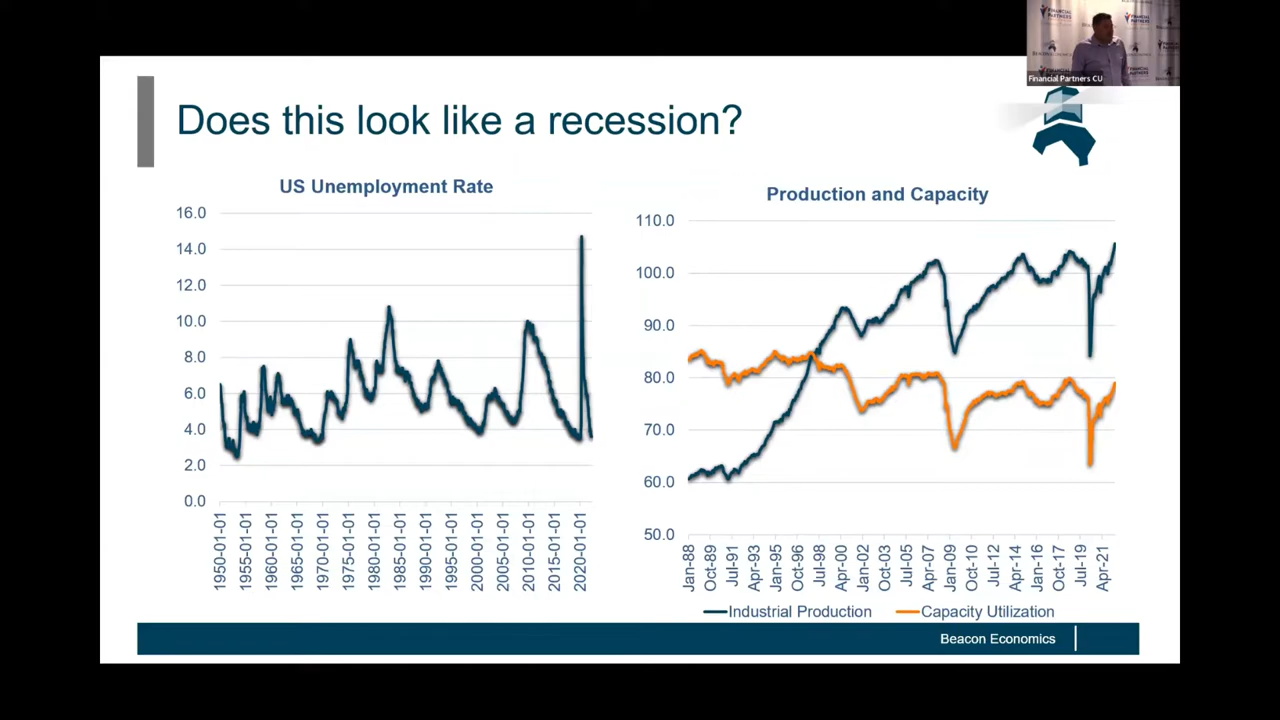 FINANCIAL
PARTNERS
FINANCIAL
PARTNERS
Financial Partners CU
Does this look like a recession?
US Unemployment Rate
16.0
14.0
12.0
10.0
8.0
6.0
4.0
2.0
0.0
1950-01-01
1955-01-01
1960-01-01
1965-01-01
1970-01-01
1975-01-01
1980-01-01
1985-01-01
1990-01-01
1995-01-01
2000-01-01
2005-01-01
2010-01-01
2015-01-01
2020-01-01
Production and Capacity
110.0
100.0
90.0
80.0
70.0
60.0
50.0
Jan-88
Oct-89
Jul-91
Apr-93
Jan-95
Oct-96
Jul-98
Apr-00
Jan-02
Oct-03
Jul-05
Apr-07
Jan-09
Oct-10
Jul-12
Apr-14
Jan-16
Oct-17
Jul-19
Apr-21
Industrial Production
Capacity Utilization
Beacon Economics